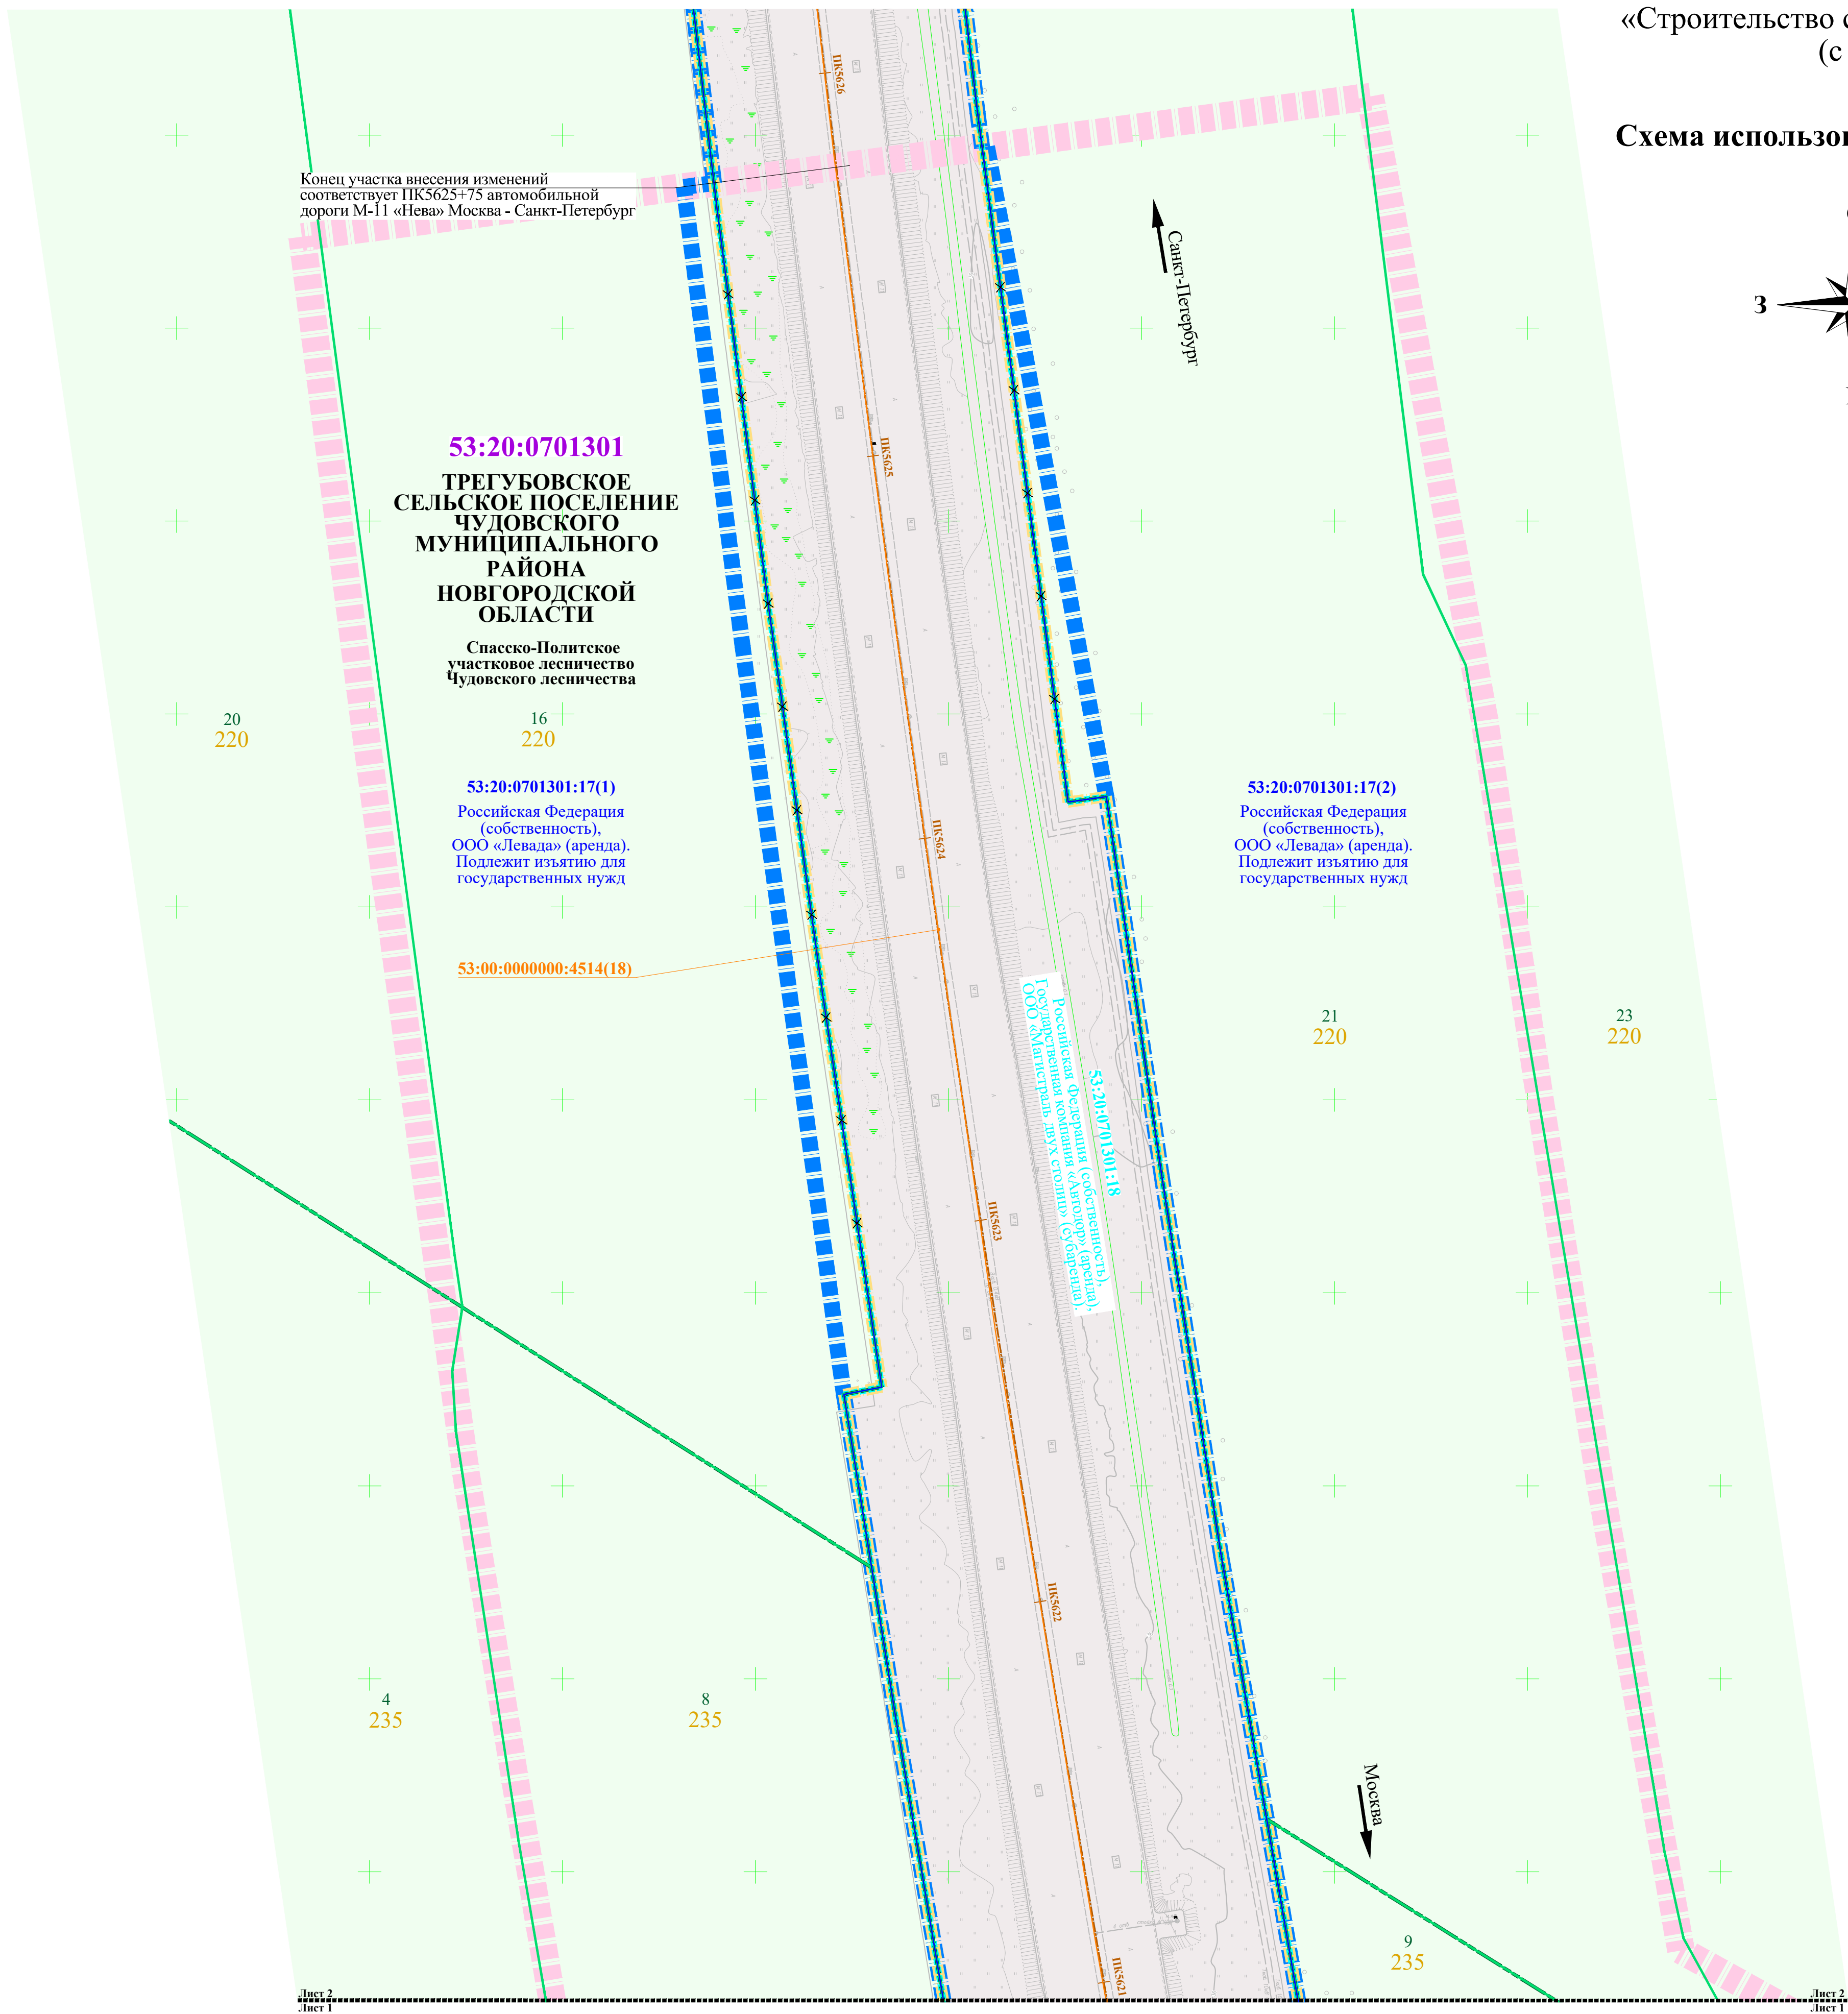 «Строительство
(с
Схема
З
ПК5626
Конец участка внесения изменений
соответствует ПК5625+75 автомобильной
дороги М-11 «Нева» Москва - Санкт-Петербург
Санкт-Петербург
53:20:0701301
ТРЕГУБОВСКОЕ
СЕЛЬСКОЕ ПОСЕЛЕНИЕ
ЧУДОВСКОГО
МУНИЦИПАЛЬНОГО
РАЙОНА
НОВГОРОДСКОЙ
ОБЛАСТИ
Спасско-Политское
участковое лесничество
Чудовского лесничества
ПК5625
20
220
16
220
53:20:0701301:17(1)
Российская Федерация
(собственность),
ООО «Левада» (аренда).
Подлежит изъятию для
государственных нужд
53:20:0701301:17(2)
Российская Федерация
(собственность),
ООО «Левада» (аренда).
Подлежит изъятию для
государственных нужд
ПК5624
53:00:0000000:4514(18)
53:20:0701301:18
Российская Федерация (собственность),
Государственная компания «Автодор» (аренда),
ООО «Магистраль двух столиц» (субаренда).
21
220
23
220
ПК5623
ПК5622
4
235
8
235
Москва
9
235
ПК5621
Лист 2
Лист 1
Лист 2
Лист 1